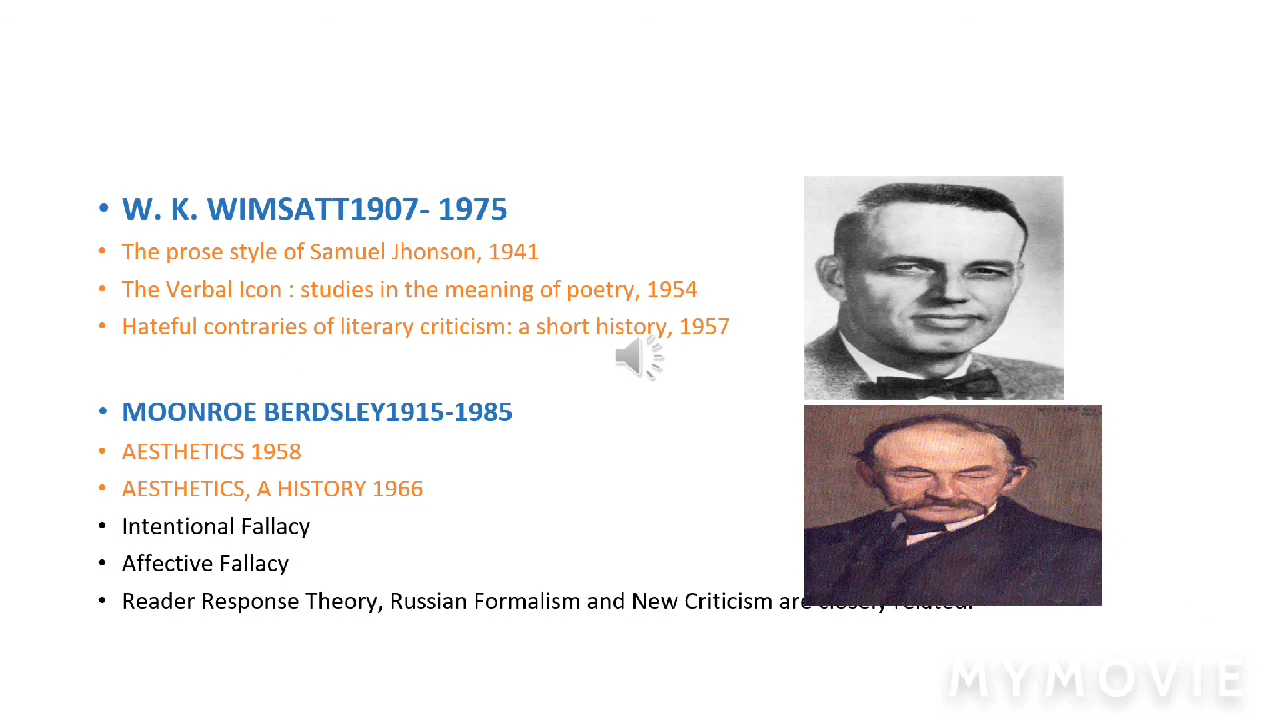 • W. K. WIMSATT1907- 1975
• The prose style of Samuel Jhonson, 1941
• The Verbal Icon : studies in the meaning of poetry, 1954
• Hateful contraries of literary criticism: a short history, 1957
• MOONROE BERDSLEY1915-1985
• AESTHETICS 1958
• AESTHETICS, A HISTORY 1966
• Intentional Fallacy
• Affective Fallacy
• Reader Response Theory, Russian Formalism and New Criticism are closely related.
MYMOVIE